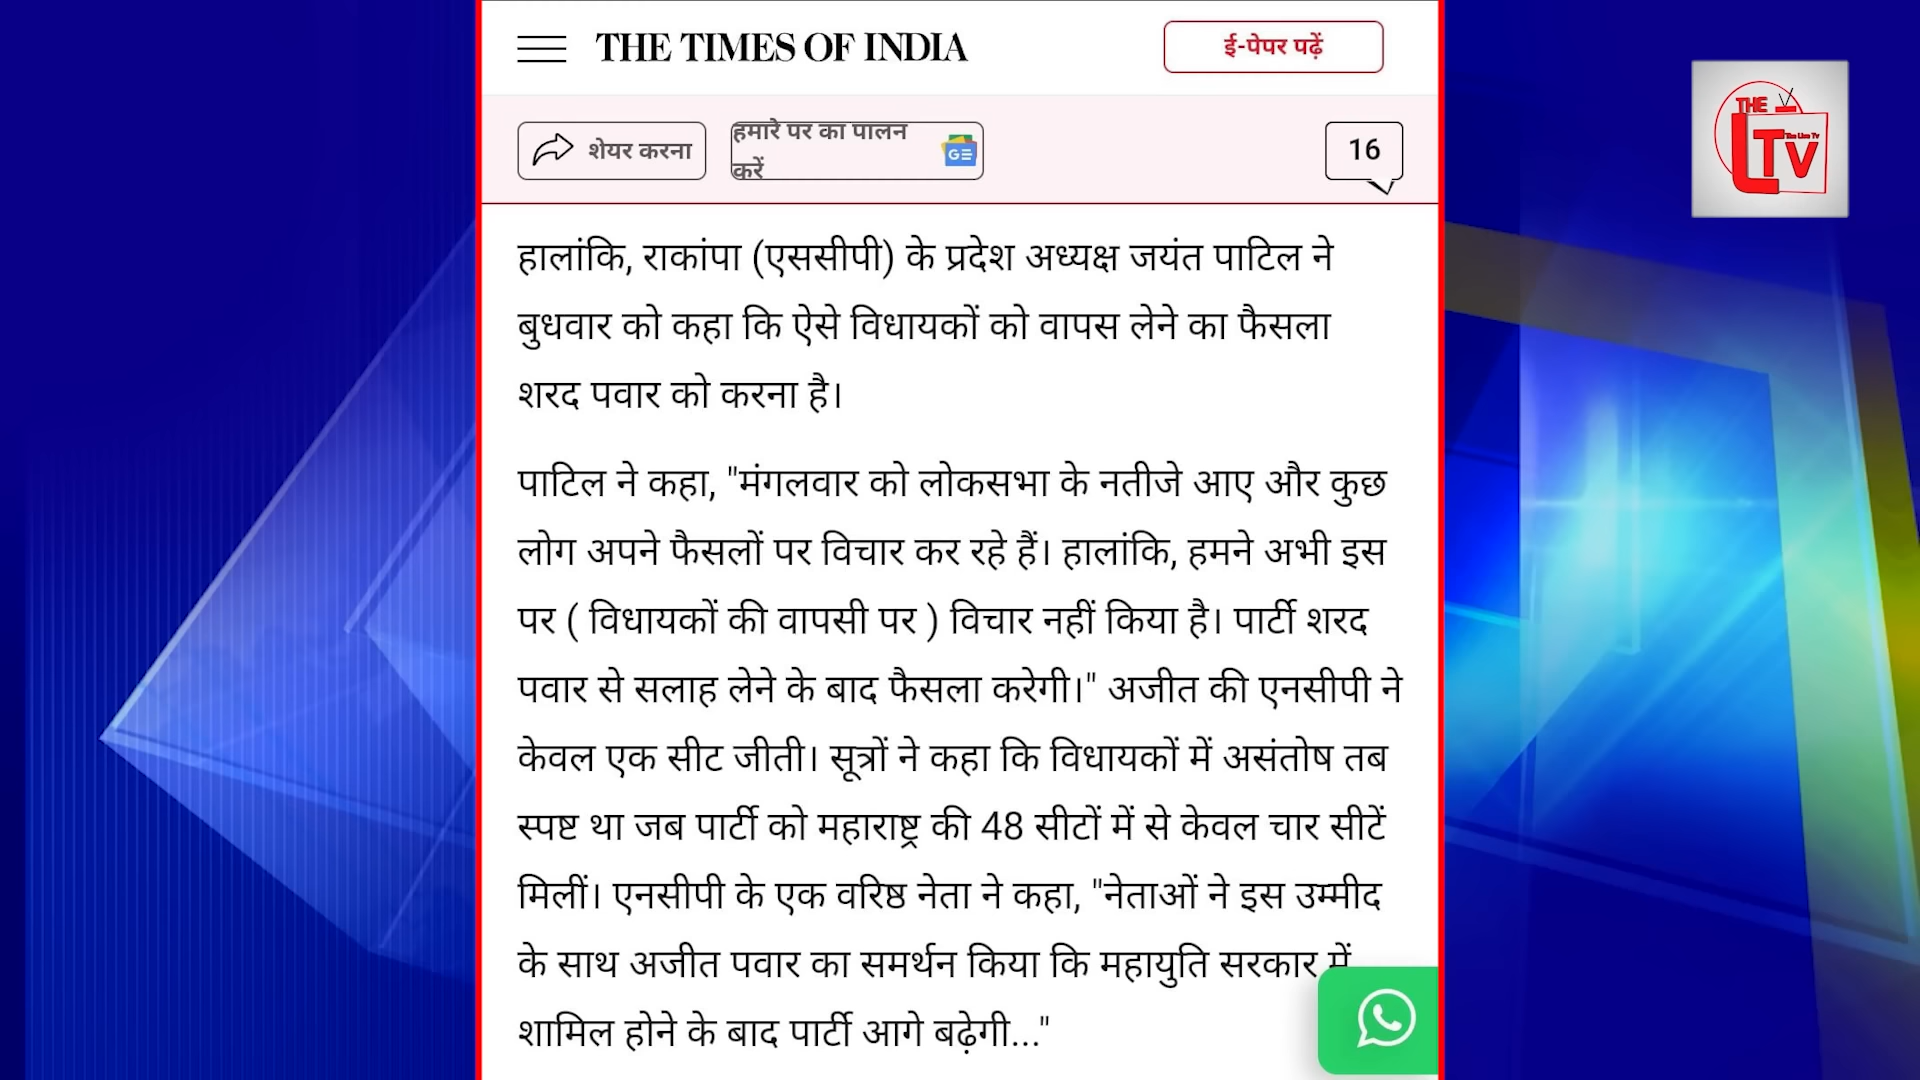 THE TIMES OF INDIA
ई-पेपर पढ़ें
शेयर करना
हमारे पर का पालन
करें
GE
16
THE
LTV
The Line Tv
हालांकि, राकांपा (एससीपी) के प्रदेश अध्यक्ष जयंत पाटिल ने
बुधवार को कहा कि ऐसे विधायकों को वापस लेने का फैसला
शरद पवार को करना है।
पाटिल ने कहा, "मंगलवार को लोकसभा के नतीजे आए और कुछ
लोग अपने फैसलों पर विचार कर रहे हैं। हालांकि, हमने अभी इस
पर ( विधायकों की वापसी पर ) विचार नहीं किया है। पार्टी शरद
पवार से सलाह लेने के बाद फैसला करेगी।" अजीत की एनसीपी ने
केवल एक सीट जीती। सूत्रों ने कहा कि विधायकों में असंतोष तब
स्पष्ट था जब पार्टी को महाराष्ट्र की 48 सीटों में से केवल चार सीटें
मिलीं। एनसीपी के एक वरिष्ठ नेता ने कहा, "नेताओं ने इस उम्मीद
के साथ अजीत पवार का समर्थन किया कि महायुति सरकार में
शामिल होने के बाद पार्टी आगे बढ़ेगी..."